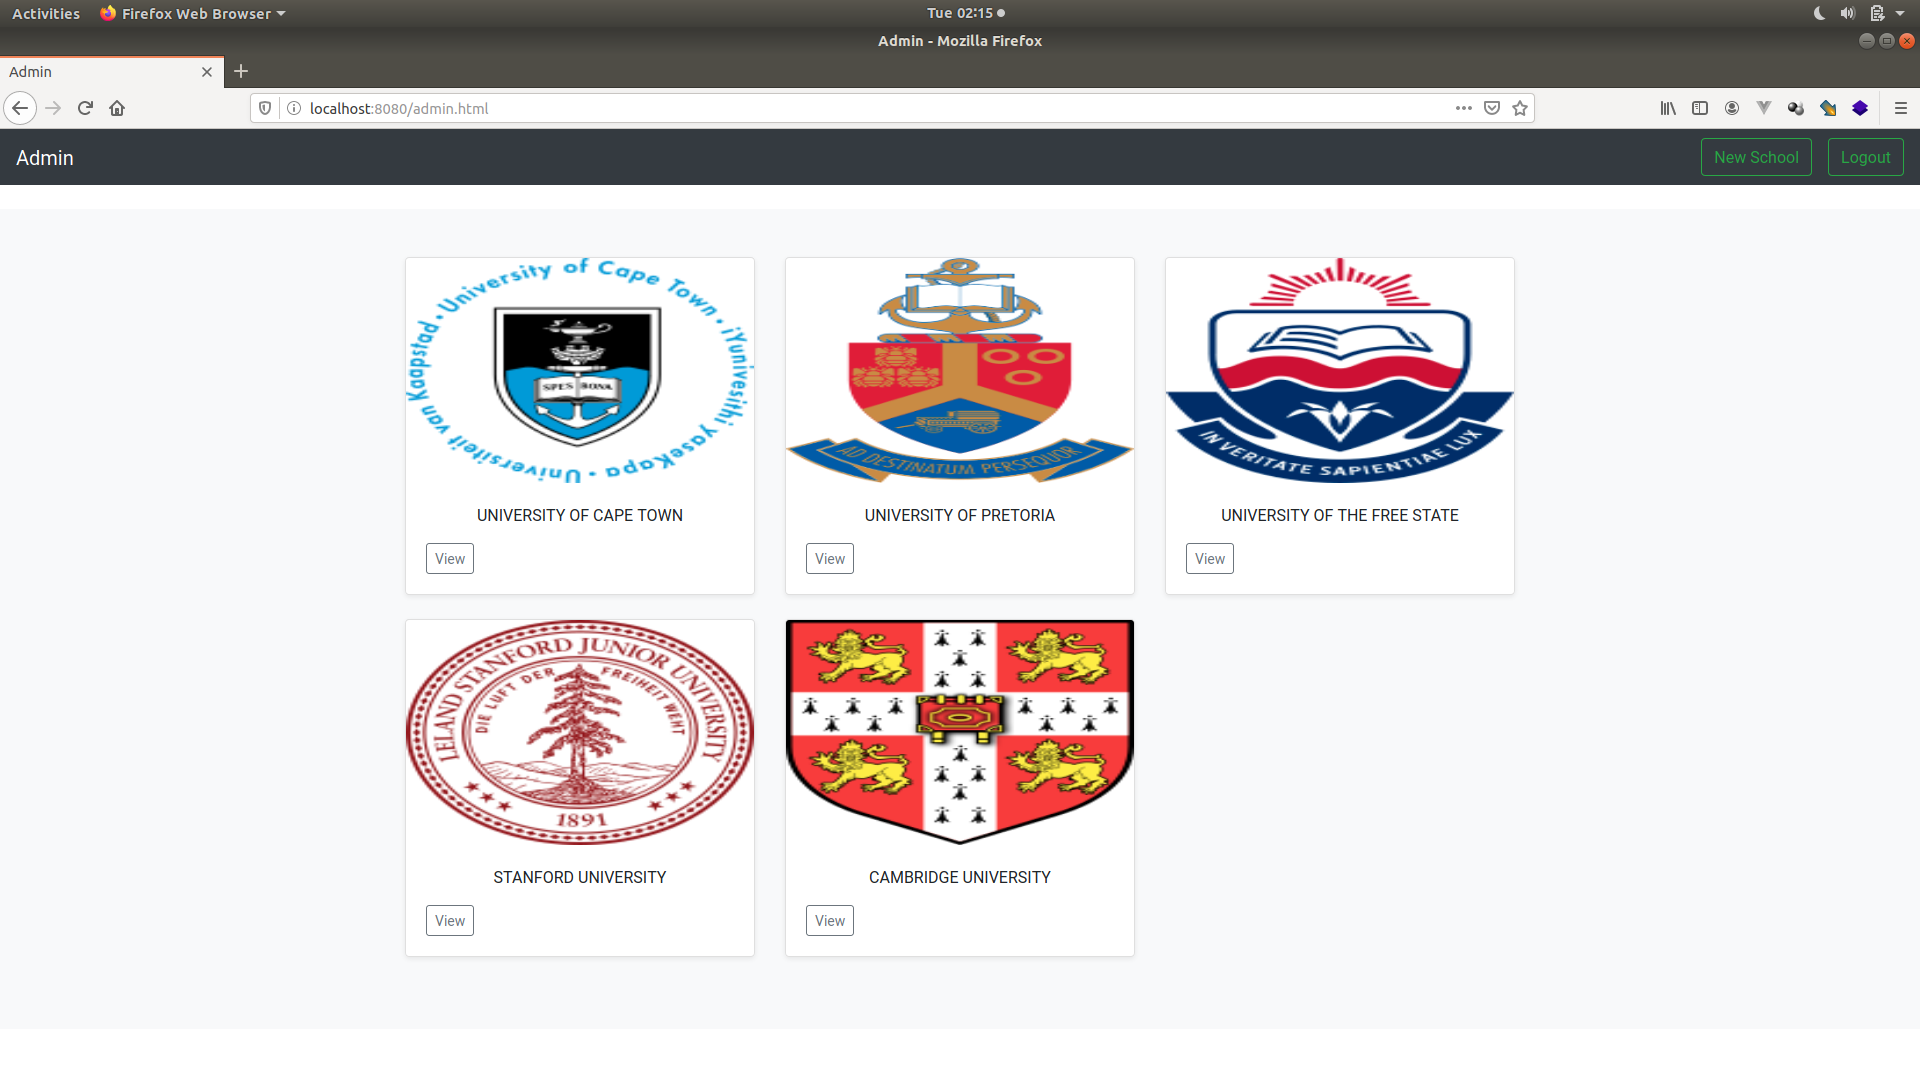 Activities Firefox Web Browser Tue 02:15
Admin - Mozilla Firefox
Admin
localhost:8080/admin.html
Admin New School Logout
University of Cape Town • iYunivesithi yaseKapa • Universiteit van Kaapstad •
SPES BONA
AD DESTINATUM PERSEQUOR
IN VERITATE SAPIENTIAE LUX
UNIVERSITY OF CAPE TOWN UNIVERSITY OF PRETORIA UNIVERSITY OF THE FREE STATE
View View View
LELAND STANFORD JUNIOR UNIVERSITY
DIE LUFT DER FREIHEIT WEHT
1891
STANFORD UNIVERSITY CAMBRIDGE UNIVERSITY
View View